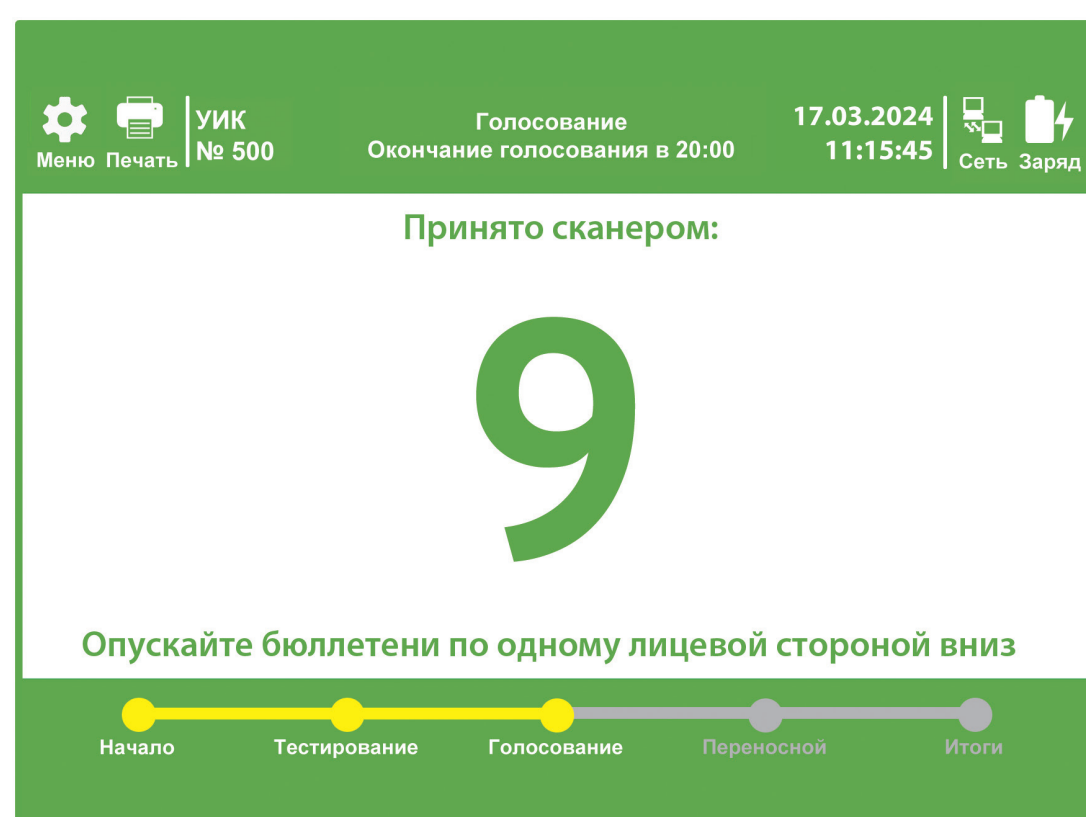 Меню Печать
УИК
№ 500
Голосование
Окончание голосования в 20:00
17.03.2024
11:15:45
Сеть Заряд
Принято сканером:
9
Опускайте бюллетени по одному лицевой стороной вниз
Начало Тестирование Голосование Переносной Итоги